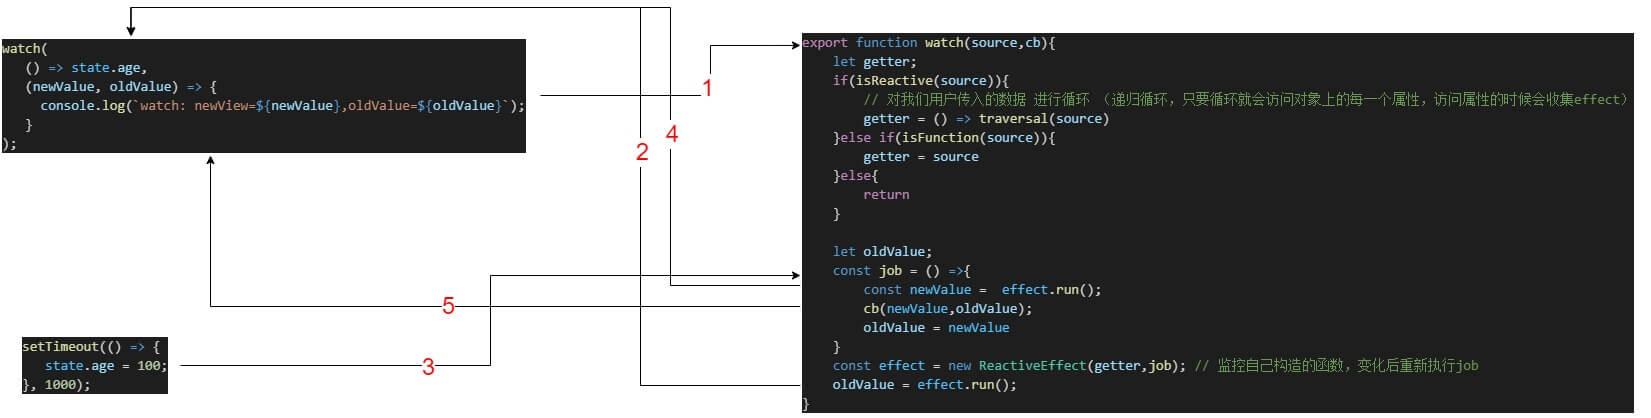 watch(
() => state.age,
(newValue, oldValue) => {
console.log(`watch: newView=${newValue},oldValue=${oldValue}`);
}
);
setTimeout(() => {
state.age = 100;
}, 1000);
1
2
4
5
3
export function watch(source,cb){
let getter;
if(isReactive(source)){
// 对我们用户传入的数据 进行循环 （递归循环，只要循环就会访问对象上的每一个属性，访问属性的时候会收集effect）
getter = () => traversal(source)
}else if(isFunction(source)){
getter = source
}else{
return
}
let oldValue;
const job = () =>{
const newValue =  effect.run();
cb(newValue,oldValue);
oldValue = newValue
}
const effect = new ReactiveEffect(getter,job); // 监控自己构造的函数，变化后重新执行job
oldValue = effect.run();
}